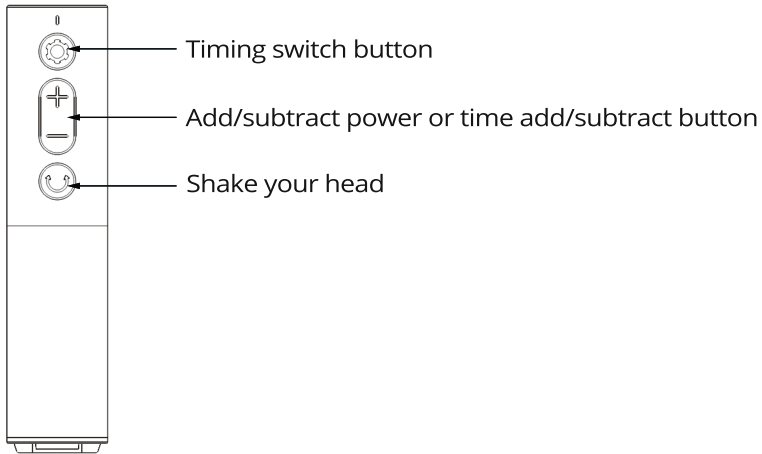 Timing switch button
Add/subtract power or time add/subtract button
Shake your head